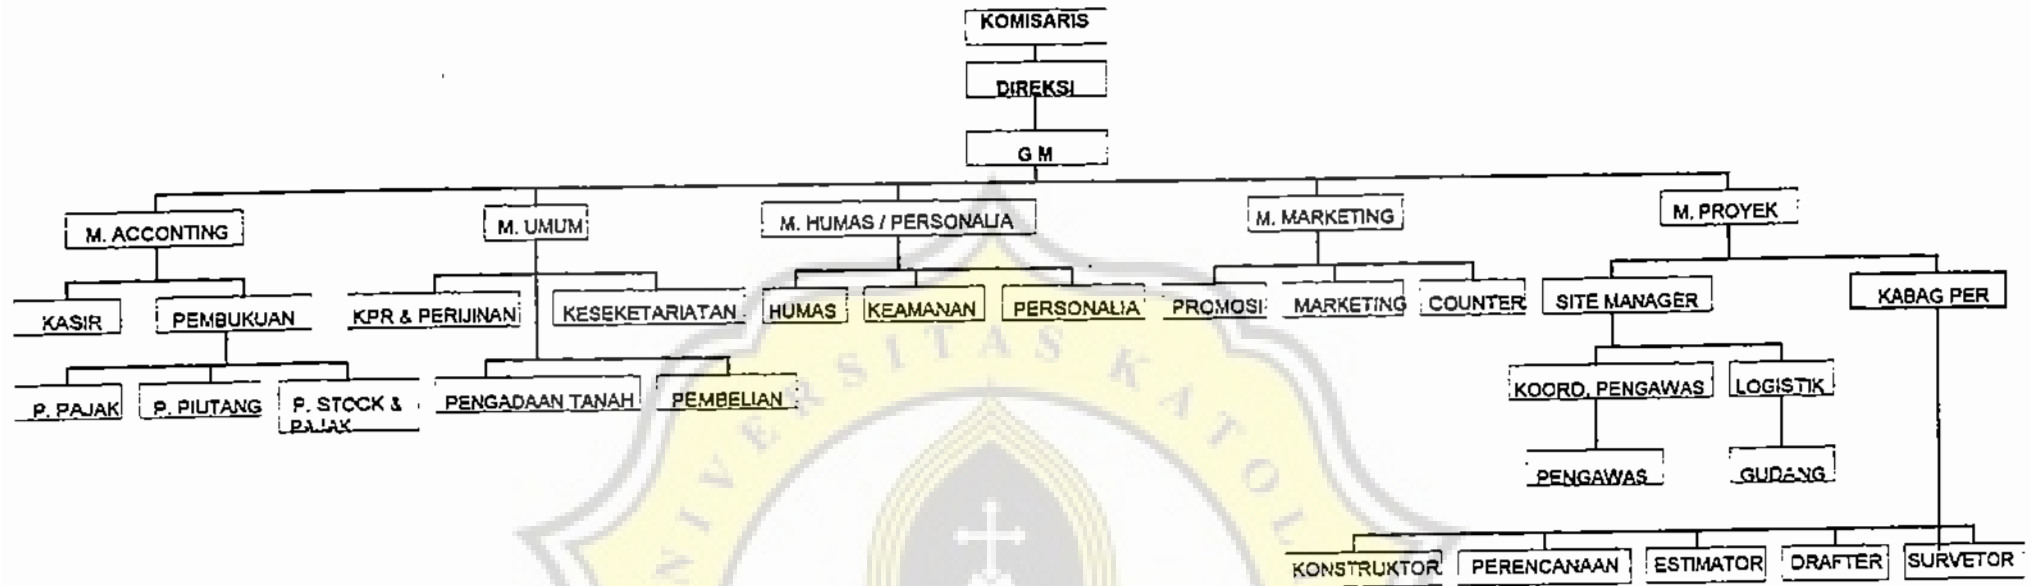 KOMISARIS
DIREKSI
G M
M. ACCONTING
M. UMUM
M. HUMAS / PERSONALIA
M. MARKETING
M. PROYEK
KASIR
PEMBUKUAN
KPR & PERIJINAN
KESEKETARIATAN
HUMAS
KEAMANAN
PERSONALIA
PROMOSI
MARKETING
COUNTER
SITE MANAGER
KABAG PER
P. PAJAK
P. PIUTANG
P. STOCK &
PAJAK
PENGADAAN TANAH
PEMBELIAN
KOORD. PENGAWAS
LOGISTIK
PENGAWAS
GUDANG
KONSTRUKTOR
PERENCANAAN
ESTIMATOR
DRAFTER
SURVETOR
NIVERSITAS KATOL